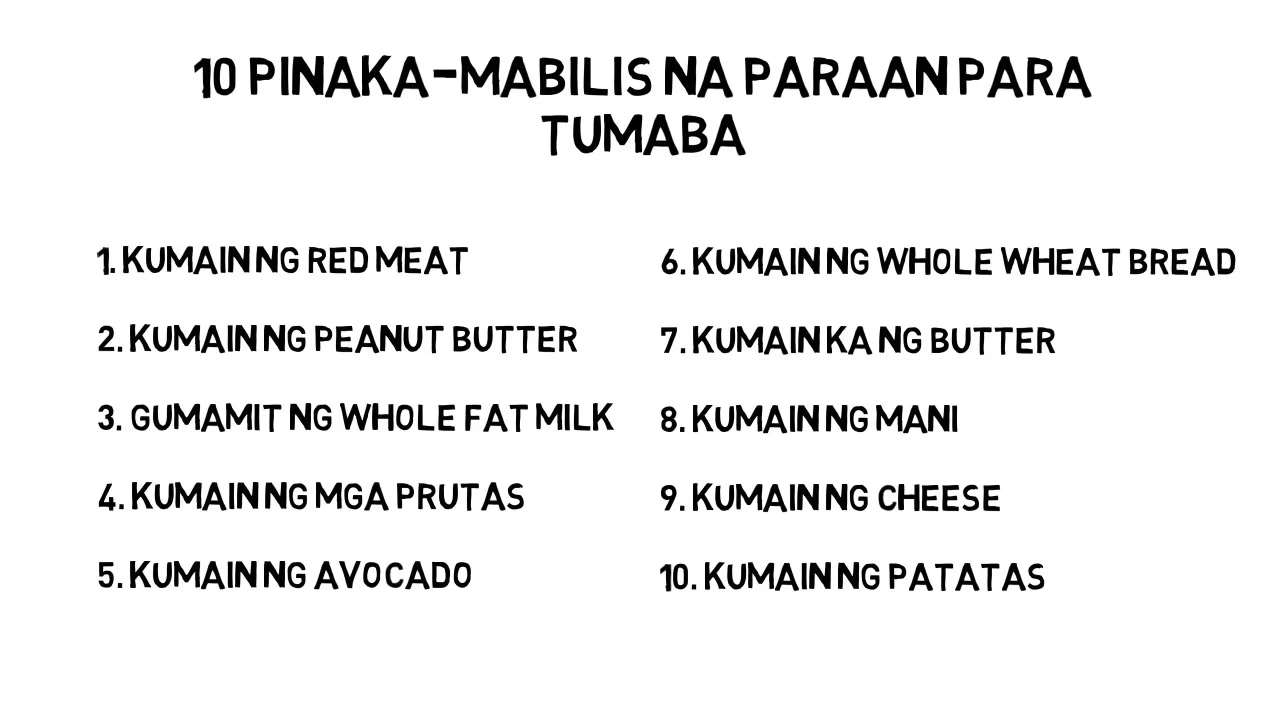 10 PINAKA-MABILIS NA PARAAN PARA
TUMABA
1. KUMAIN NG RED MEAT
2. KUMAIN NG PEANUT BUTTER
3. GUMAMIT NG WHOLE FAT MILK
4. KUMAIN NG MGA PRUTAS
5. KUMAIN NG AVOCADO
6. KUMAIN NG WHOLE WHEAT BREAD
7. KUMAIN KA NG BUTTER
8. KUMAIN NG MANI
9. KUMAIN NG CHEESE
10. KUMAIN NG PATATAS